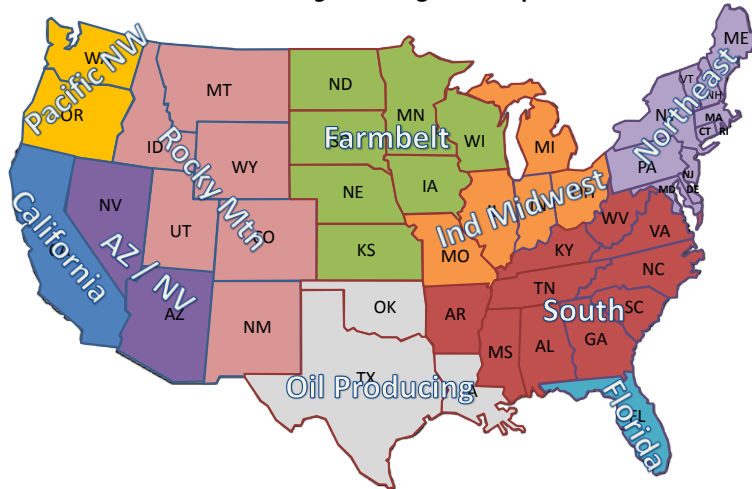 WA
Pacific NW
OR
ID
MT
WY
Rocky Mtn
UT
CO
NM
California
NV
AZ / NV
AZ
ND
MN
Farmbelt
WI
NE
IA
KS
MI
Ind Midwest
MO
OK
TX
Oil Producing
AR
KY
WV
VA
TN
NC
South
SC
MS
AL
GA
Florida
FL
ME
VT
NH
Northeast
MA
CT
RI
PA
NJ
MD
DE